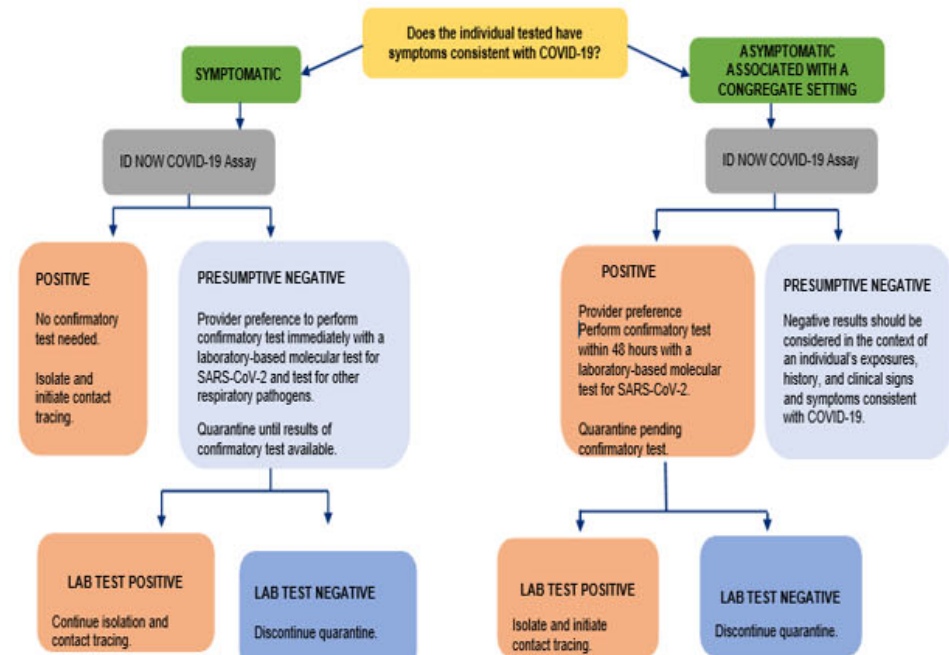 Does the individual tested have
symptoms consistent with COVID-19?
SYMPTOMATIC
ASYMPTOMATIC
ASSOCIATED WITH A
CONGREGATE SETTING
ID NOW COVID-19 Assay
ID NOW COVID-19 Assay
POSITIVE
No confirmatory
test needed.
Isolate and
initiate contact
tracing.
PRESUMPTIVE NEGATIVE
Provider preference to perform
confirmatory test immediately with a
laboratory-based molecular test for
SARS-CoV-2 and test for other
respiratory pathogens.
Quarantine until results of
confirmatory test available.
POSITIVE
Provider preference
Perform confirmatory test
within 48 hours with a
laboratory-based molecular
test for SARS-CoV-2.
Quarantine pending
confirmatory test.
PRESUMPTIVE NEGATIVE
Negative results should be
considered in the context of
an individual's exposures,
history, and clinical signs
and symptoms consistent
with COVID-19.
LAB TEST POSITIVE
Continue isolation and
contact tracing.
LAB TEST NEGATIVE
Discontinue quarantine.
LAB TEST POSITIVE
Isolate and initiate
contact tracing.
LAB TEST NEGATIVE
Discontinue quarantine.